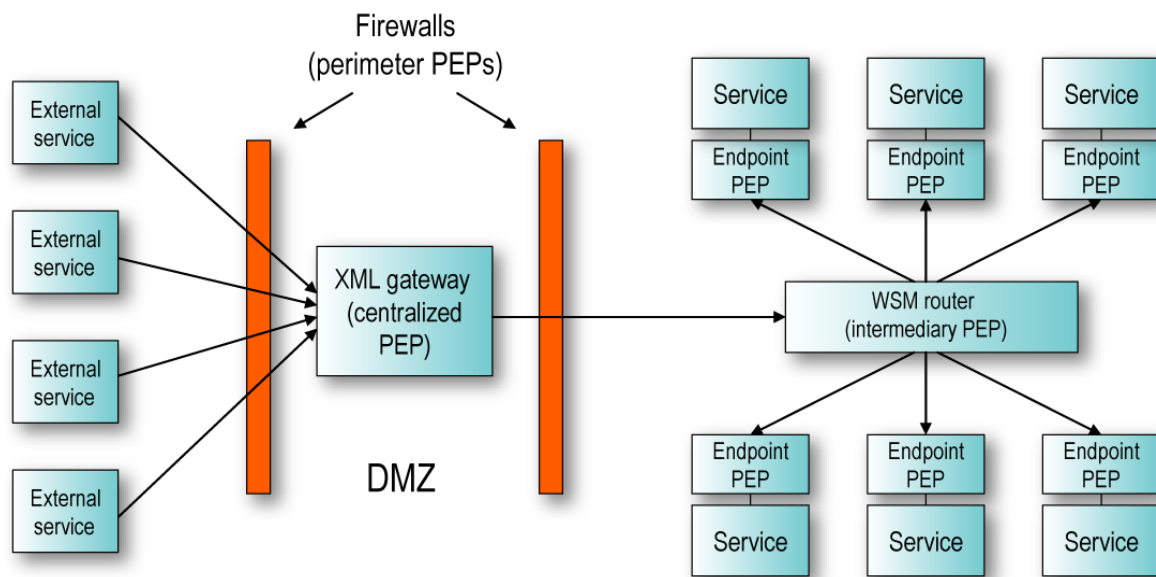 Firewalls
(perimeter PEPs)
External
service
External
service
External
service
External
service
XML gateway
(centralized
PEP)
DMZ
Service
Service
Service
Endpoint
PEP
Endpoint
PEP
Endpoint
PEP
WSM router
(intermediary PEP)
Endpoint
PEP
Endpoint
PEP
Endpoint
PEP
Service
Service
Service